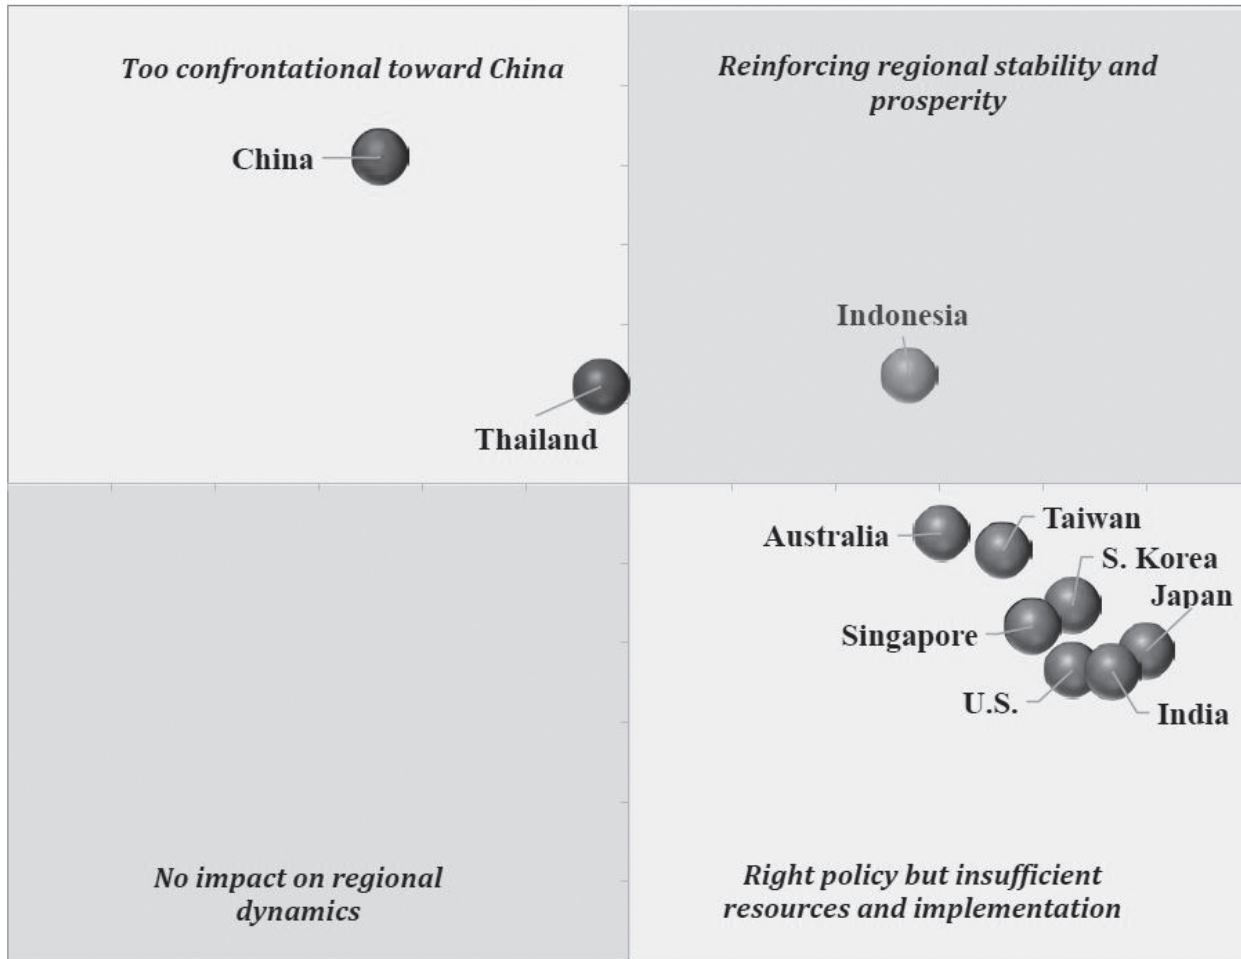 Too confrontational toward China
Reinforcing regional stability and
prosperity
China
Indonesia
Thailand
Australia
Taiwan
S. Korea
Japan
Singapore
U.S.
India
No impact on regional
dynamics
Right policy but insufficient
resources and implementation